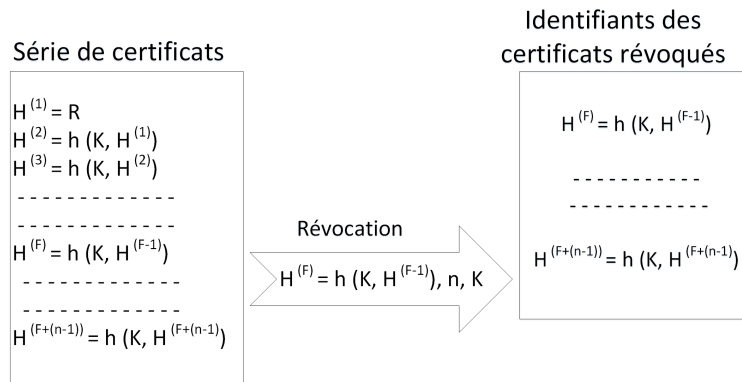 Série de certificats
H (1) = R
H (2) = h (K, H (1))
H (3) = h (K, H (2))
- - - - - - - - - - - - -
- - - - - - - - - - - - -
H (F) = h (K, H (F-1))
- - - - - - - - - - - - -
- - - - - - - - - - - - -
H (F+(n-1)) = h (K, H (F+(n-1))
Révocation
H (F) = h (K, H (F-1)), n, K
Identifiants des
certificats révoqués
H (F) = h (K, H (F-1))
- - - - - - - - - - -
- - - - - - - - - - - -
H (F+(n-1)) = h (K, H (F+(n-1))